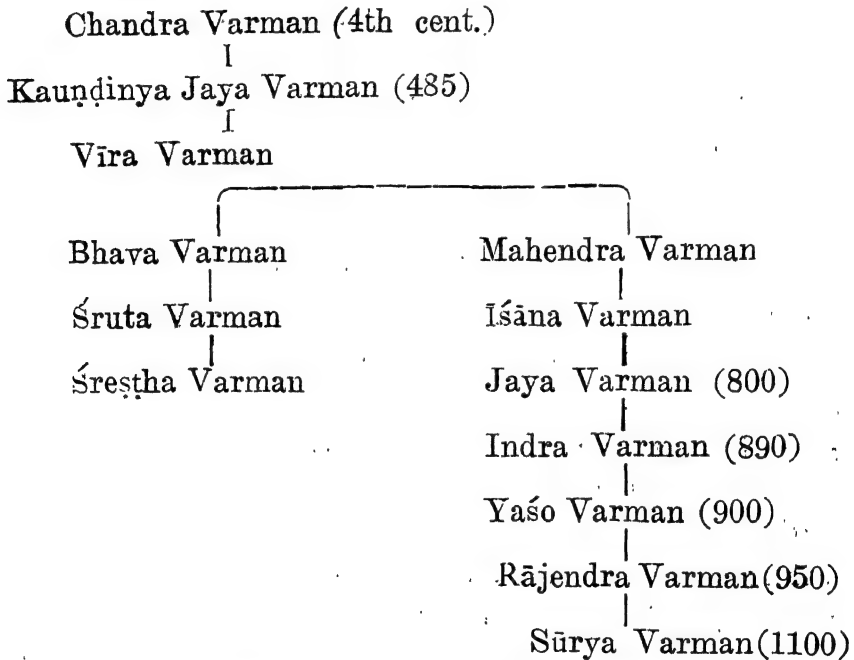 Chandra Varman (4th cent.)
Kauṇḍinya Jaya Varman (485)
Vīra Varman
Bhava Varman Mahendra Varman
Śruta Varman Īśāna Varman
Śreṣṭha Varman Jaya Varman (800)
Indra Varman (890)
Yaśo Varman (900)
Rājendra Varman (950)
Sūrya Varman (1100)